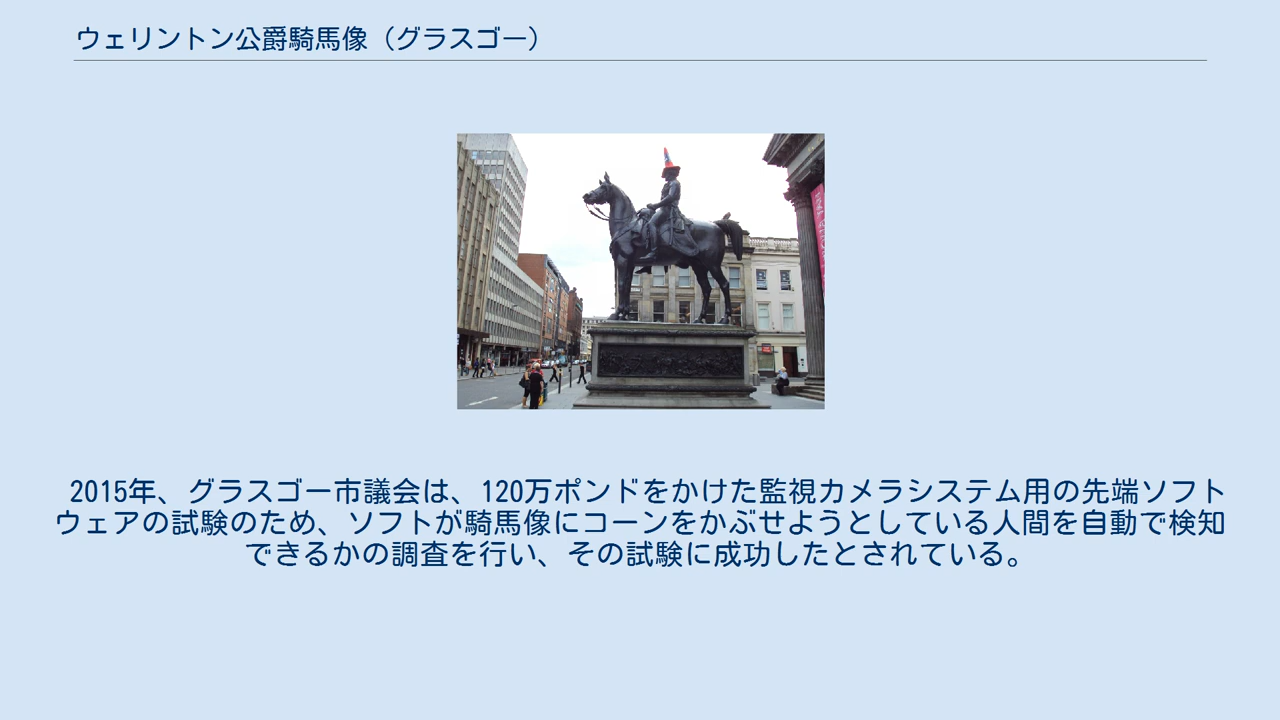 ウェリントン公爵騎馬像（グラスゴー）
2015年、グラスゴー市議会は、120万ポンドをかけた監視カメラシステム用の先端ソフト
ウェアの試験のため、ソフトが騎馬像にコーンをかぶせようとしている人間を自動で検知
できるかの調査を行い、その試験に成功したとされている。